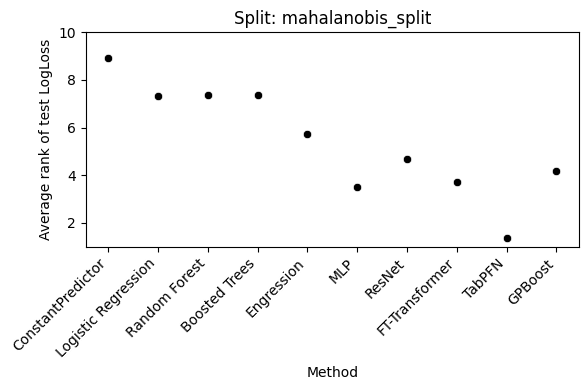 Split: mahalanobis_split
Average rank of test LogLoss
10
8
6
4
2
ConstantPredictor
Logistic Regression
Random Forest
Boosted Trees
Engression
MLP
ResNet
FT-Transformer
TabPFN
GPBoost
Method